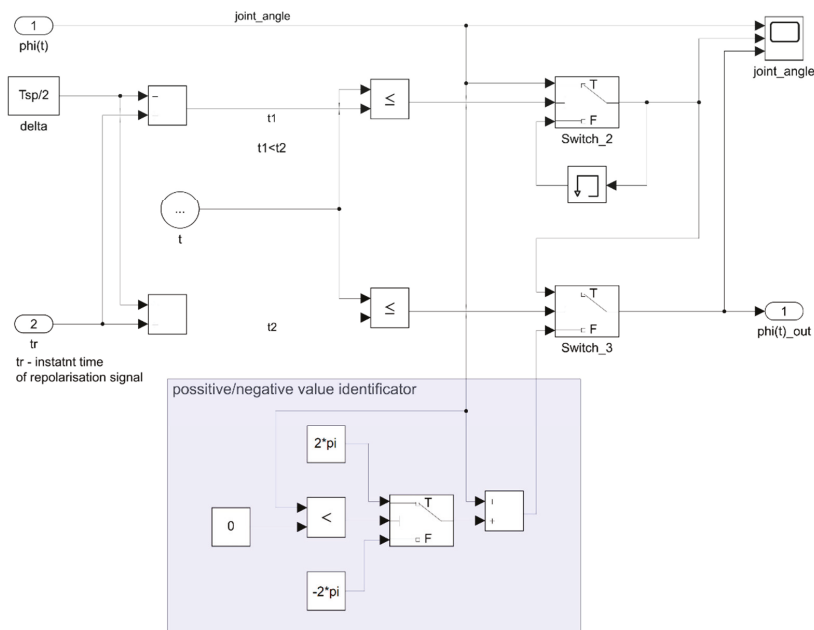 1
joint_angle
phi(t)
joint_angle
Tsp/2
delta
−
≤
t1
t1<t2
T
F
Switch_2
...
t
≤
T
F
Switch_3
1
phi(t)_out
2
tr
t2
tr - instatnt time
of repolarisation signal
possitive/negative value identificator
2*pi
T
F
<
0
+
-2*pi